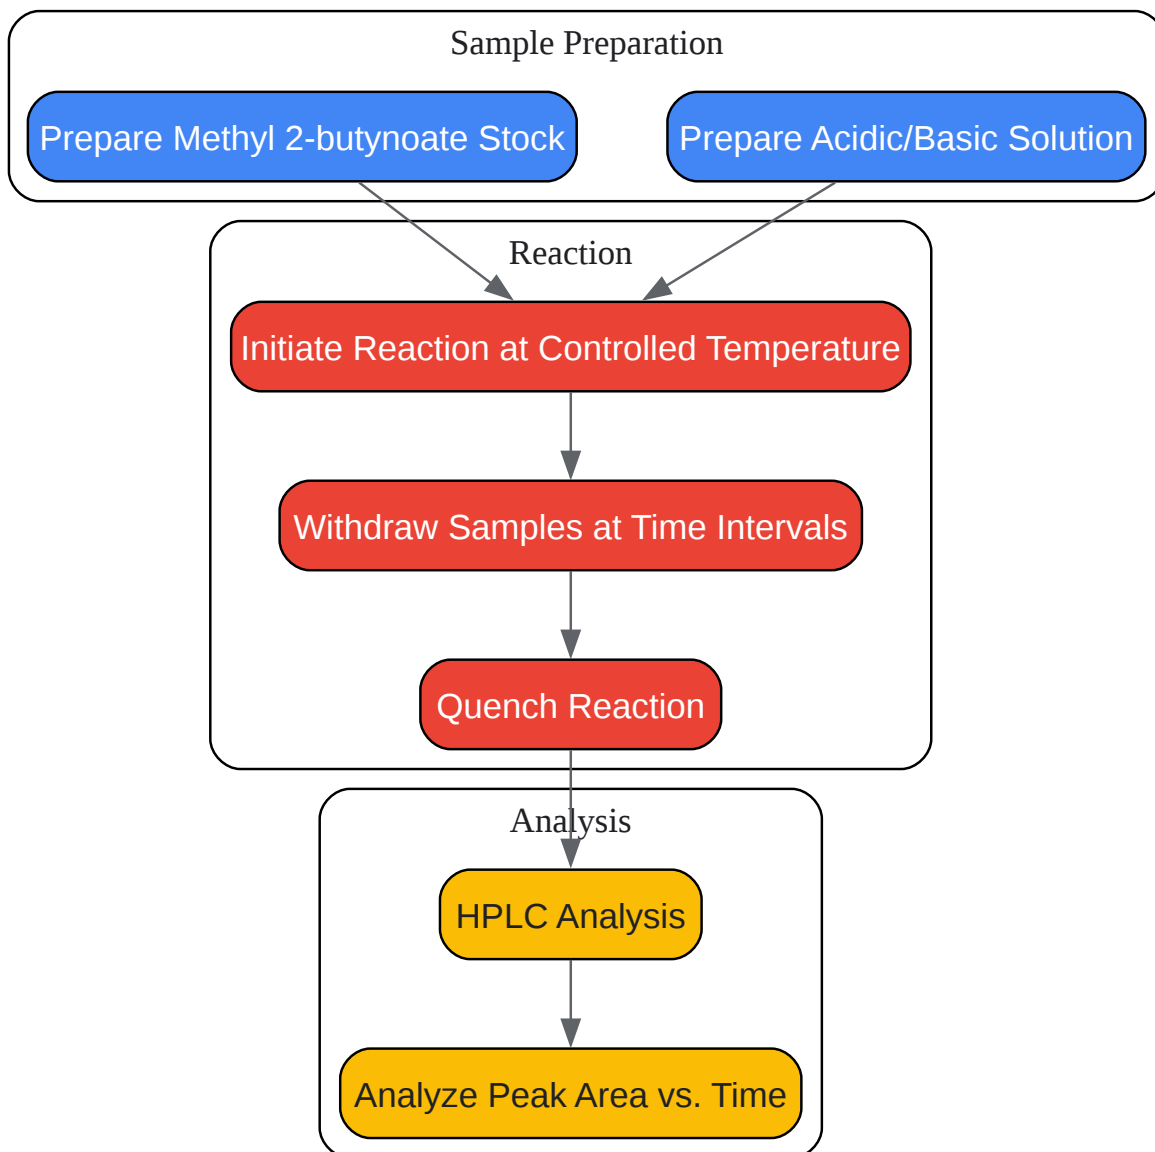 Sample Preparation
Prepare Methyl 2-butynoate Stock
Prepare Acidic/Basic Solution
Reaction
Initiate Reaction at Controlled Temperature
Withdraw Samples at Time Intervals
Quench Reaction
Analysis
HPLC Analysis
Analyze Peak Area vs. Time